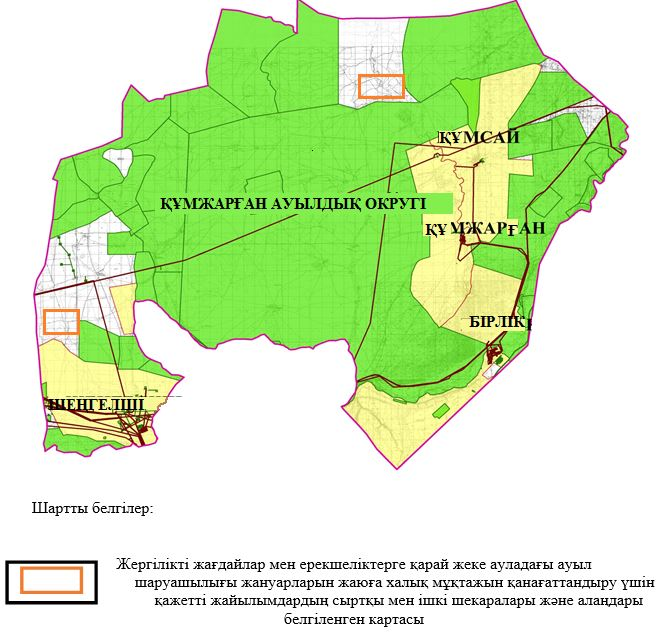 ҚҰМСАЙ
ҚҰМЖАРҒАН АУЫЛДЫҚ ОКРУГІ
ҚҰМЖАРҒАН
БІРЛІК
ШЕНГЕЛШІ
Шартты белгілер:
Жергілікті жағдайлар мен ерекшеліктерге қарай жеке ауладағы ауыл
шаруашылығы жануарларын жаюға халық мұқтажын қанағаттандыру үшін
қажетті жайылымдардың сыртқы мен ішкі шекаралары және алаңдары
белгіленген картасы